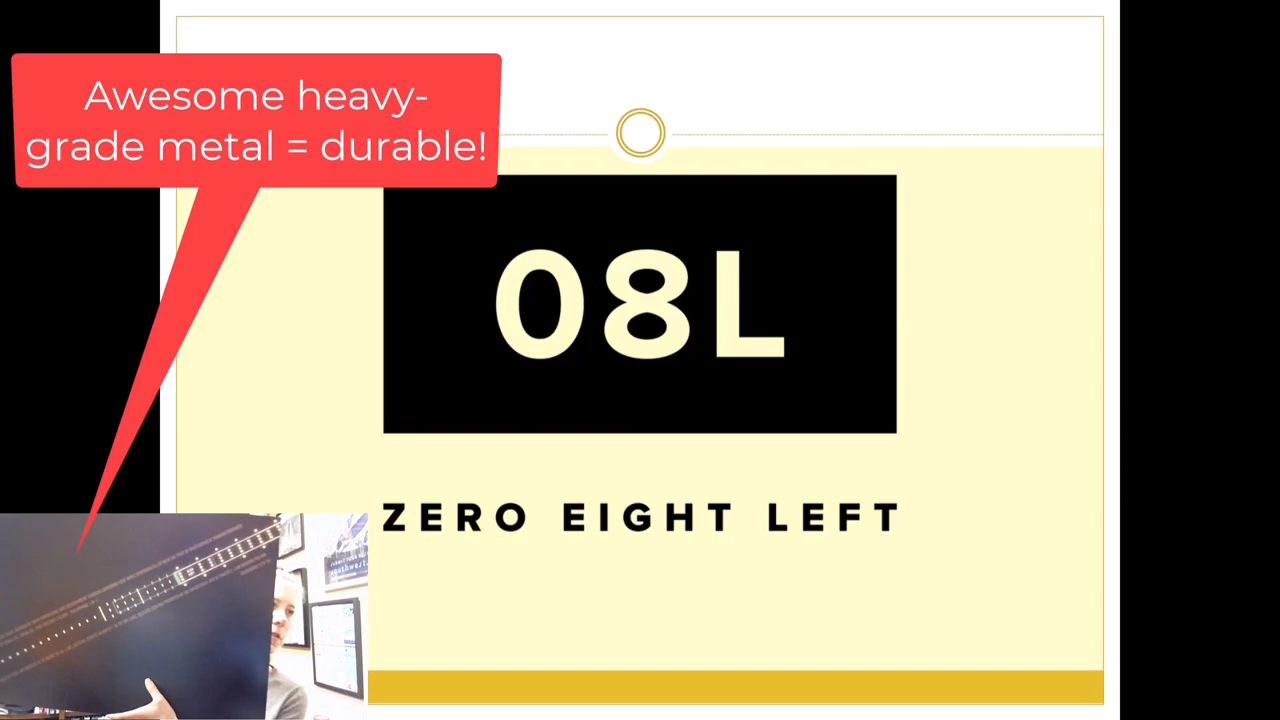 Awesome heavy-
grade metal = durable!
08L
ZERO EIGHT LEFT